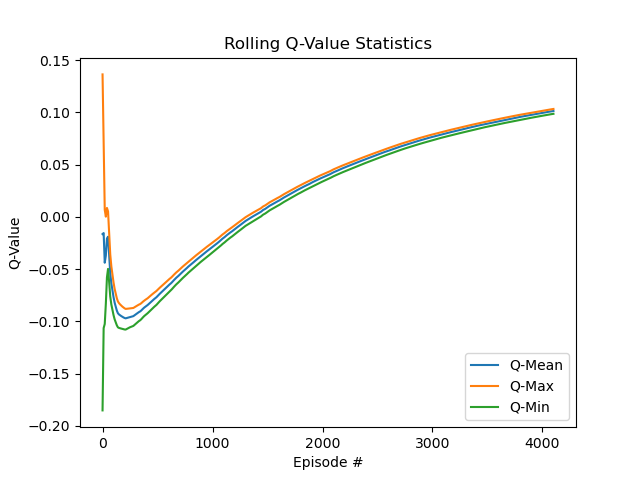 Rolling Q-Value Statistics
0.15
0.10
0.05
0.00
−0.05
−0.10
−0.15
−0.20
Q-Value
0 1000 2000 3000 4000
Episode #
Q-Mean
Q-Max
Q-Min